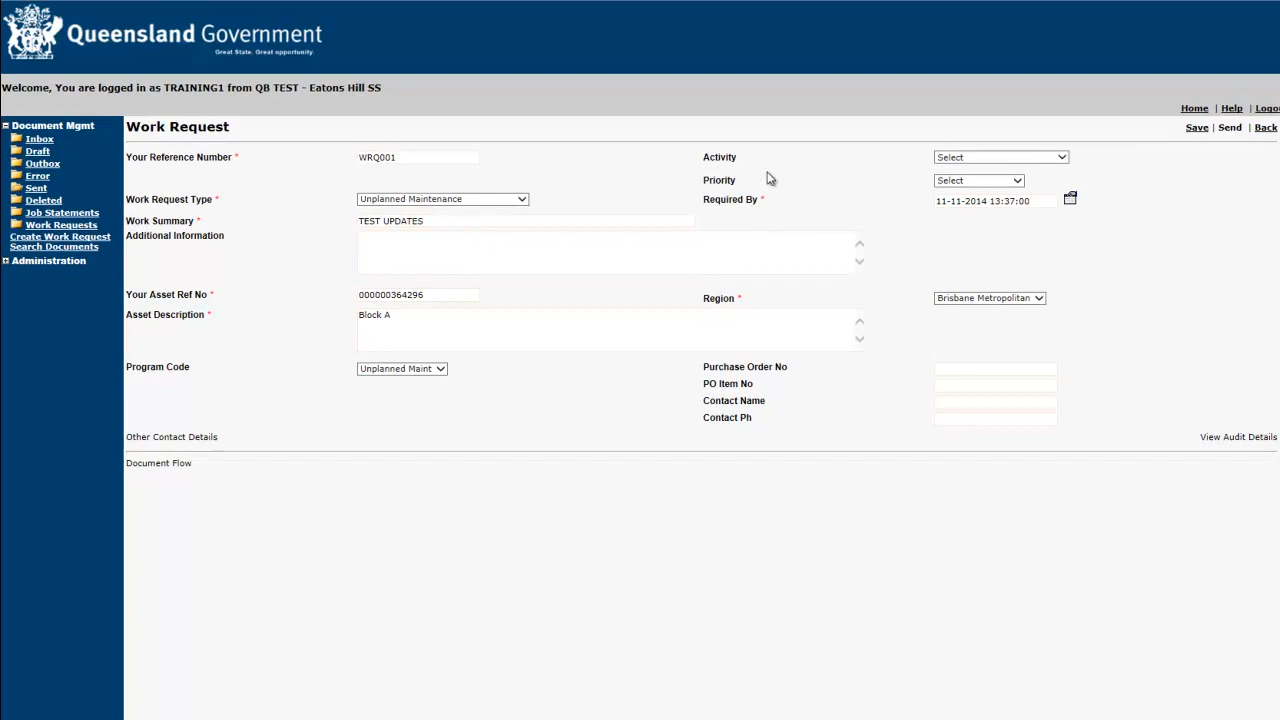 Queensland Government
Great State. Great opportunity.
Welcome, You are logged in as TRAINING1 from QB TEST - Eatons Hill SS
Home | Help | Logo
Document Mgmt
Inbox
Draft
Outbox
Error
Sent
Deleted
Job Statements
Work Requests
Create Work Request
Search Documents
Administration
Work Request
Save | Send | Back
Your Reference Number * WRQ001
Activity Select
Priority Select
Work Request Type * Unplanned Maintenance
Required By * 11-11-2014 13:37:00
Work Summary * TEST UPDATES
Additional Information
Your Asset Ref No * 000000364296
Region * Brisbane Metropolitan
Asset Description * Block A
Program Code Unplanned Maint
Purchase Order No
PO Item No
Contact Name
Contact Ph
Other Contact Details
View Audit Details
Document Flow